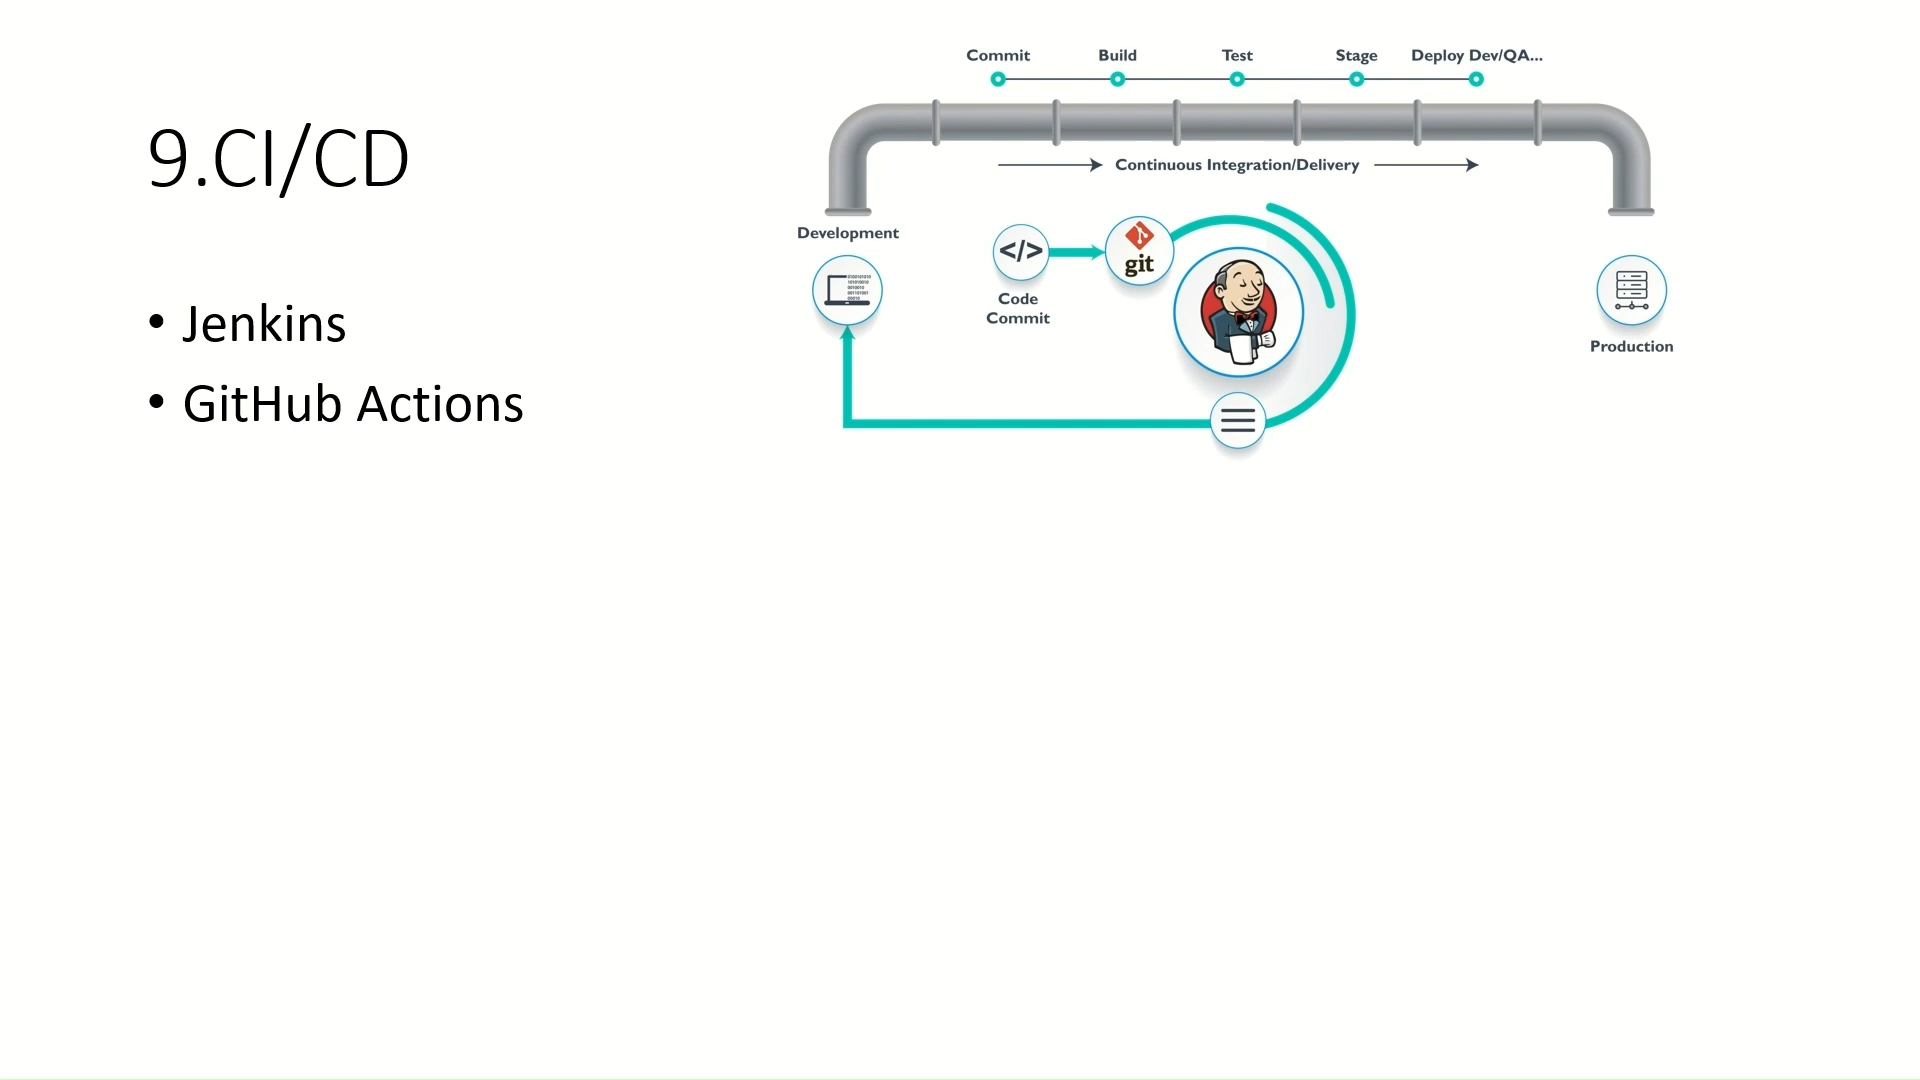 9.CI/CD
• Jenkins
• GitHub Actions
Commit Build Test Stage Deploy Dev/QA...
Continuous Integration/Delivery
Development
</>
git
Code
Commit
Production